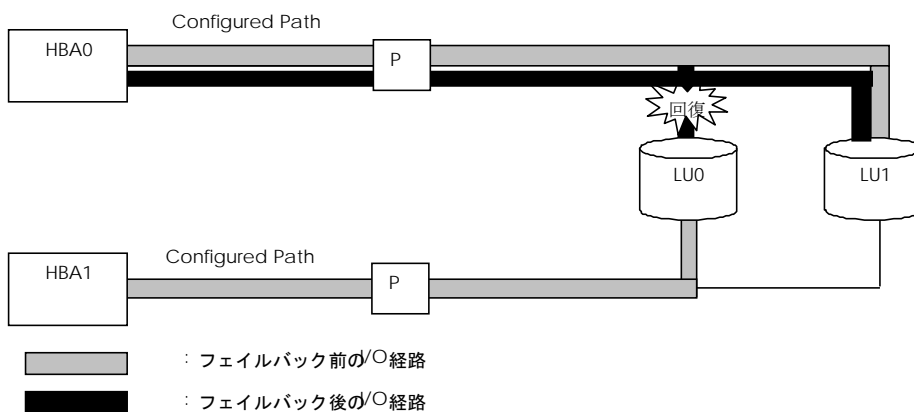 Configured Path
HBA0
P
回復
LU0
LU1
Configured Path
HBA1
P
: フェイルバック前のI/O経路
: フェイルバック後のI/O経路